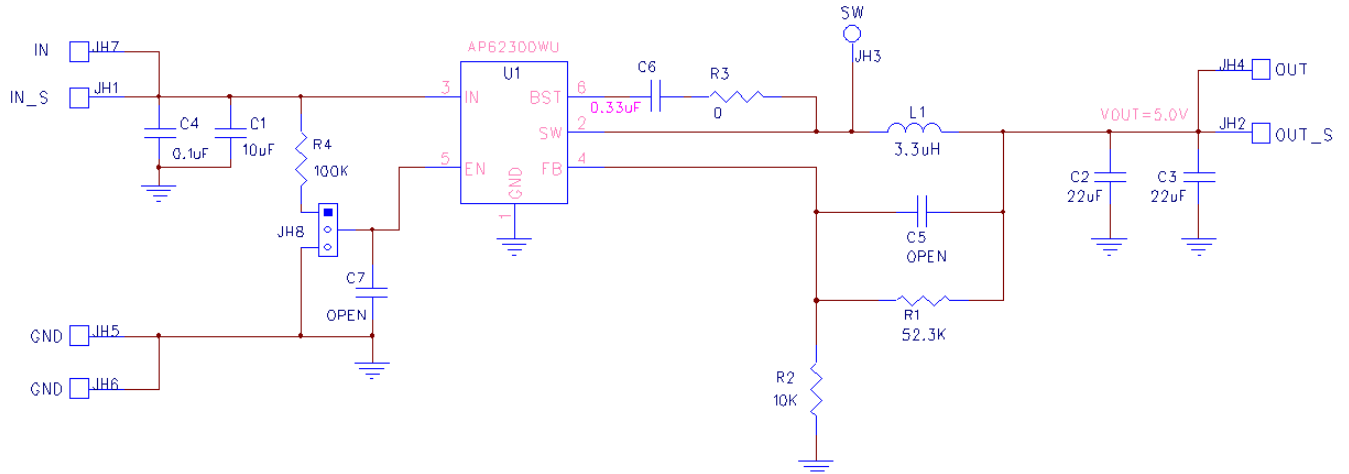 SW
JH3
IN
JH7
IN_S
JH1
AP62300WU
U1
3
IN
BST
6
SW
2
5
EN
FB
4
GND
1
C6
0.33uF
R3
0
L1
3.3uH
VOUT=5.0V
JH4
OUT
JH2
OUT_S
C4
0.1uF
C1
10uF
R4
100K
JH8
C7
OPEN
C2
22uF
C3
22uF
C5
OPEN
R1
52.3K
R2
10K
GND
JH5
GND
JH6